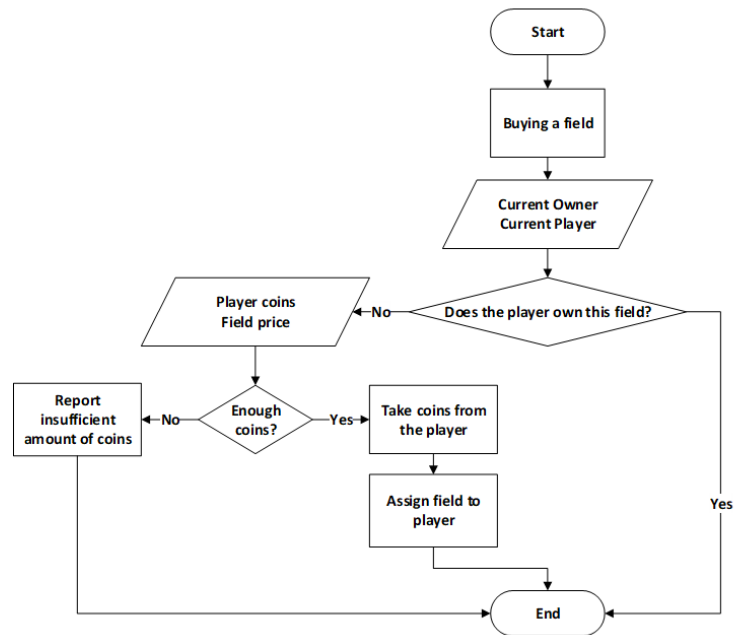 Start
Buying a field
Current Owner
Current Player
Does the player own this field?
No
Player coins
Field price
Enough
coins?
No
Report
insufficient
amount of coins
Yes
Take coins from
the player
Assign field to
player
Yes
End